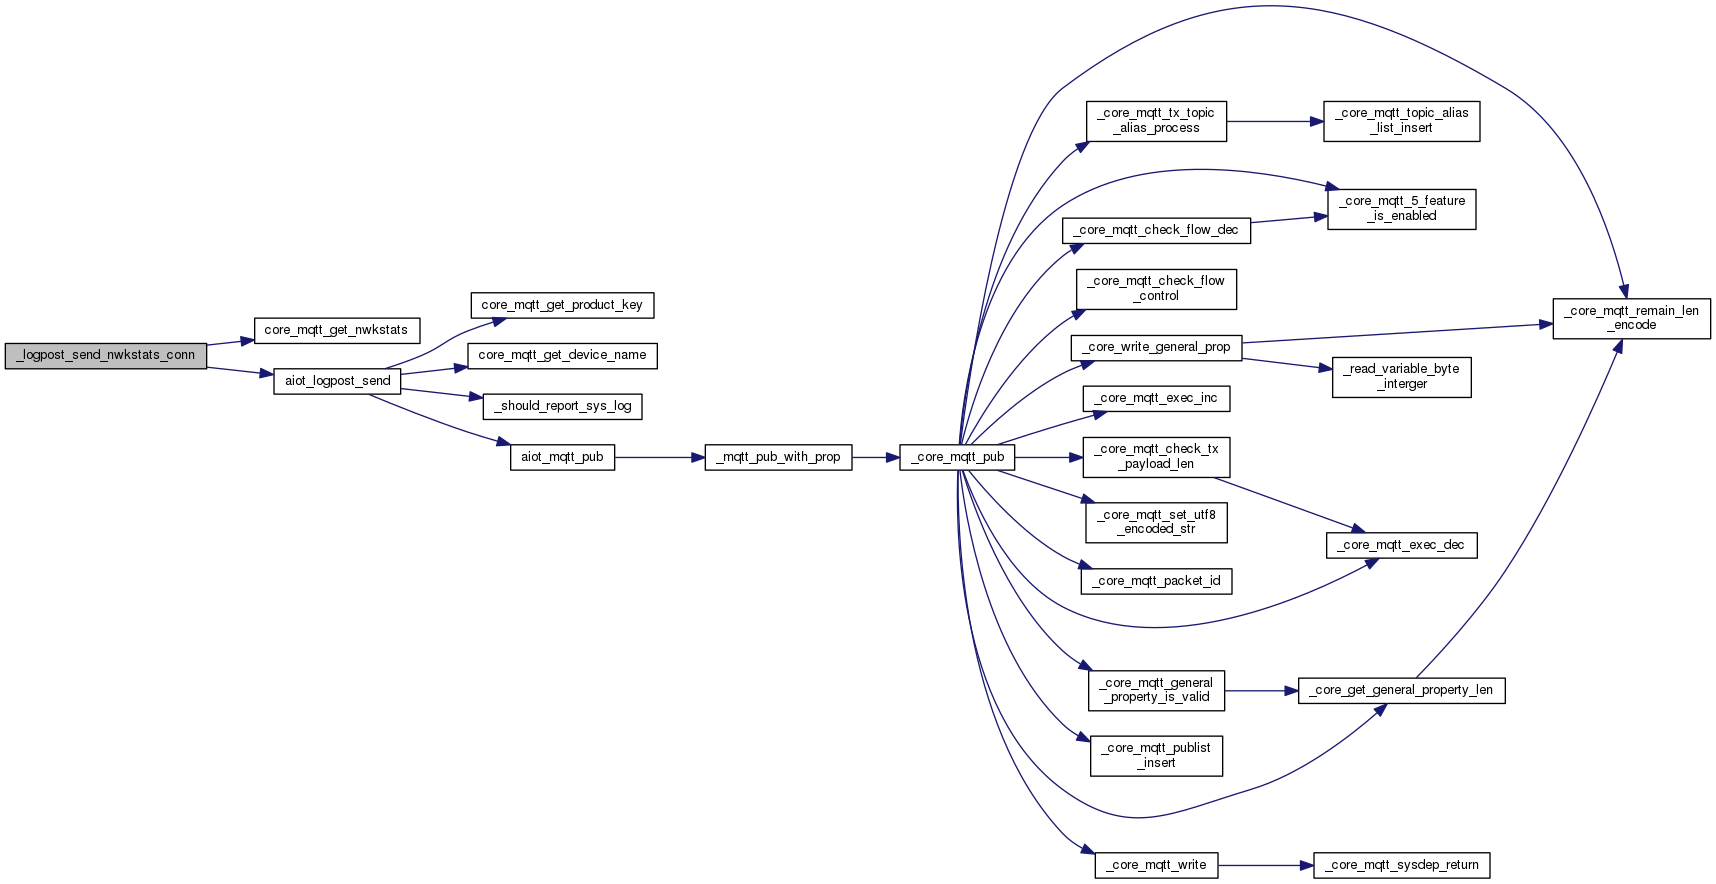 _logpost_send_nwkstats_conn
core_mqtt_get_nwkstats
aiot_logpost_send
core_mqtt_get_product_key
core_mqtt_get_device_name
_should_report_sys_log
aiot_mqtt_pub
_mqtt_pub_with_prop
_core_mqtt_pub
_core_mqtt_tx_topic
_alias_process
_core_mqtt_check_flow_dec
_core_mqtt_check_flow
_control
_core_write_general_prop
_core_mqtt_exec_inc
_core_mqtt_check_tx
_payload_len
_core_mqtt_set_utf8
_encoded_str
_core_mqtt_packet_id
_core_mqtt_general
_property_is_valid
_core_mqtt_publist
_insert
_core_mqtt_write
_core_mqtt_topic_alias
_list_insert
_core_mqtt_5_feature
_is_enabled
_read_variable_byte
_interger
_core_mqtt_exec_dec
_core_get_general_property_len
_core_mqtt_sysdep_return
_core_mqtt_remain_len
_encode